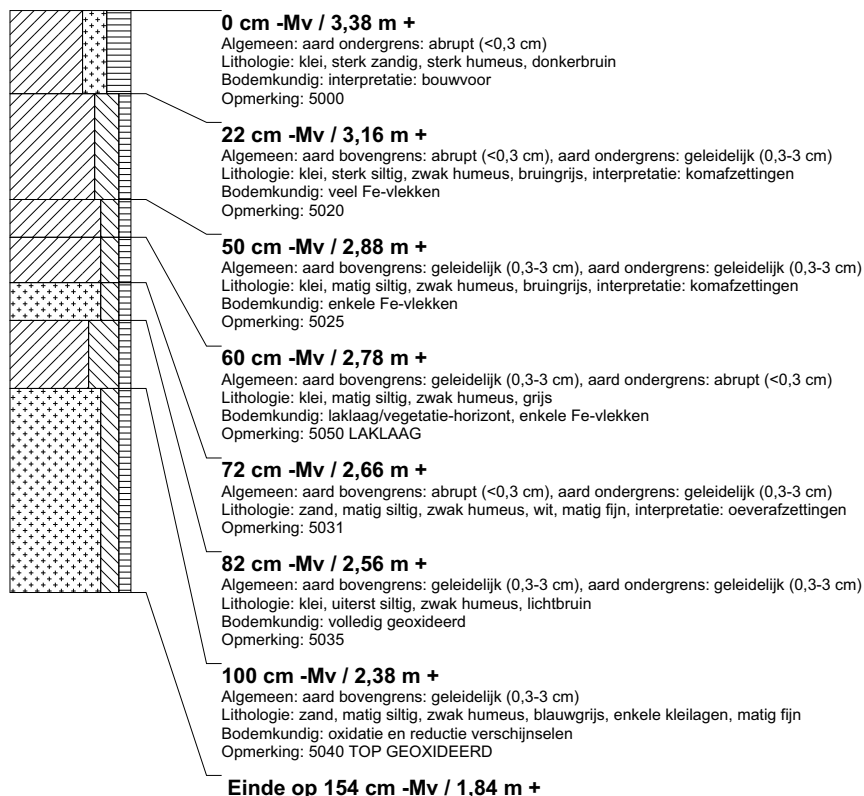 0 cm -Mv / 3,38 m +
Algemeen: aard ondergrens: abrupt (<0,3 cm)
Lithologie: klei, sterk zandig, sterk humeus, donkerbruin
Bodemkundig: interpretatie: bouwvoor
Opmerking: 5000
22 cm -Mv / 3,16 m +
Algemeen: aard bovengrens: abrupt (<0,3 cm), aard ondergrens: geleidelijk (0,3-3 cm)
Lithologie: klei, sterk siltig, zwak humeus, bruingrijs, interpretatie: komafzettingen
Bodemkundig: veel Fe-vlekken
Opmerking: 5020
50 cm -Mv / 2,88 m +
Algemeen: aard bovengrens: geleidelijk (0,3-3 cm), aard ondergrens: geleidelijk (0,3-3 cm)
Lithologie: klei, matig siltig, zwak humeus, bruingrijs, interpretatie: komafzettingen
Bodemkundig: enkele Fe-vlekken
Opmerking: 5025
60 cm -Mv / 2,78 m +
Algemeen: aard bovengrens: geleidelijk (0,3-3 cm), aard ondergrens: abrupt (<0,3 cm)
Lithologie: klei, matig siltig, zwak humeus, grijs
Bodemkundig: laklaag/vegetatie-horizont, enkele Fe-vlekken
Opmerking: 5050 LAKLAAG
72 cm -Mv / 2,66 m +
Algemeen: aard bovengrens: abrupt (<0,3 cm), aard ondergrens: geleidelijk (0,3-3 cm)
Lithologie: zand, matig siltig, zwak humeus, wit, matig fijn, interpretatie: oeverafzettingen
Opmerking: 5031
82 cm -Mv / 2,56 m +
Algemeen: aard bovengrens: geleidelijk (0,3-3 cm), aard ondergrens: geleidelijk (0,3-3 cm)
Lithologie: klei, uiterst siltig, zwak humeus, lichtbruin
Bodemkundig: volledig geoxideerd
Opmerking: 5035
100 cm -Mv / 2,38 m +
Algemeen: aard bovengrens: geleidelijk (0,3-3 cm)
Lithologie: zand, matig siltig, zwak humeus, blauwgrijs, enkele kleilagen, matig fijn
Bodemkundig: oxidatie en reductie verschijnselen
Opmerking: 5040 TOP GEOXIDEERD
Einde op 154 cm -Mv / 1,84 m +